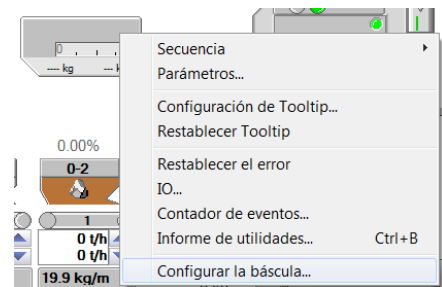 0
---- kg
Secuencia
Parámetros...
Configuración de Tooltip...
Restablecer Tooltip
0.00%
Restablecer el error
0-2
IO...
Contador de eventos...
1
0 t/h
Informe de utilidades... Ctrl+B
0 t/h
19.9 kg/m
Configurar la báscula...